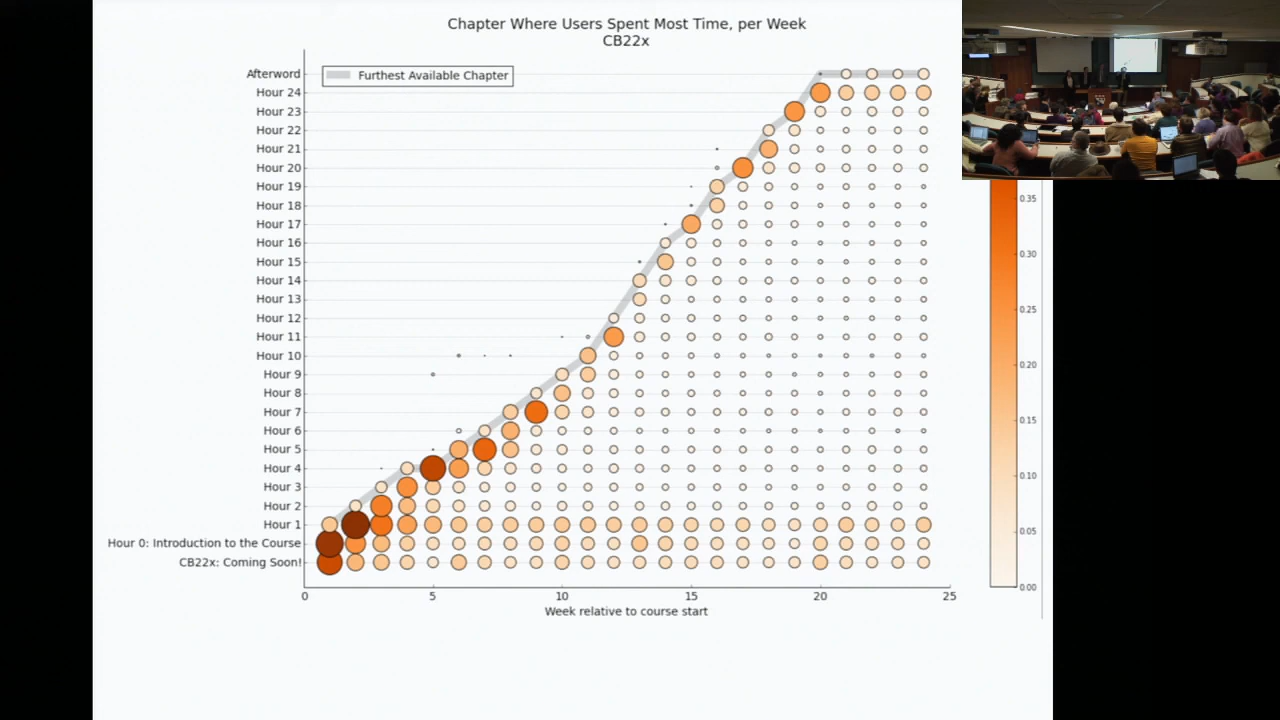 Chapter Where Users Spent Most Time, per Week
CB22x
Furthest Available Chapter
Afterword
Hour 24
Hour 23
Hour 22
Hour 21
Hour 20
Hour 19
Hour 18
Hour 17
Hour 16
Hour 15
Hour 14
Hour 13
Hour 12
Hour 11
Hour 10
Hour 9
Hour 8
Hour 7
Hour 6
Hour 5
Hour 4
Hour 3
Hour 2
Hour 1
Hour 0: Introduction to the Course
CB22x: Coming Soon!
0 5 10 15 20 25
Week relative to course start
0.35
0.30
0.25
0.20
0.15
0.10
0.05
0.00